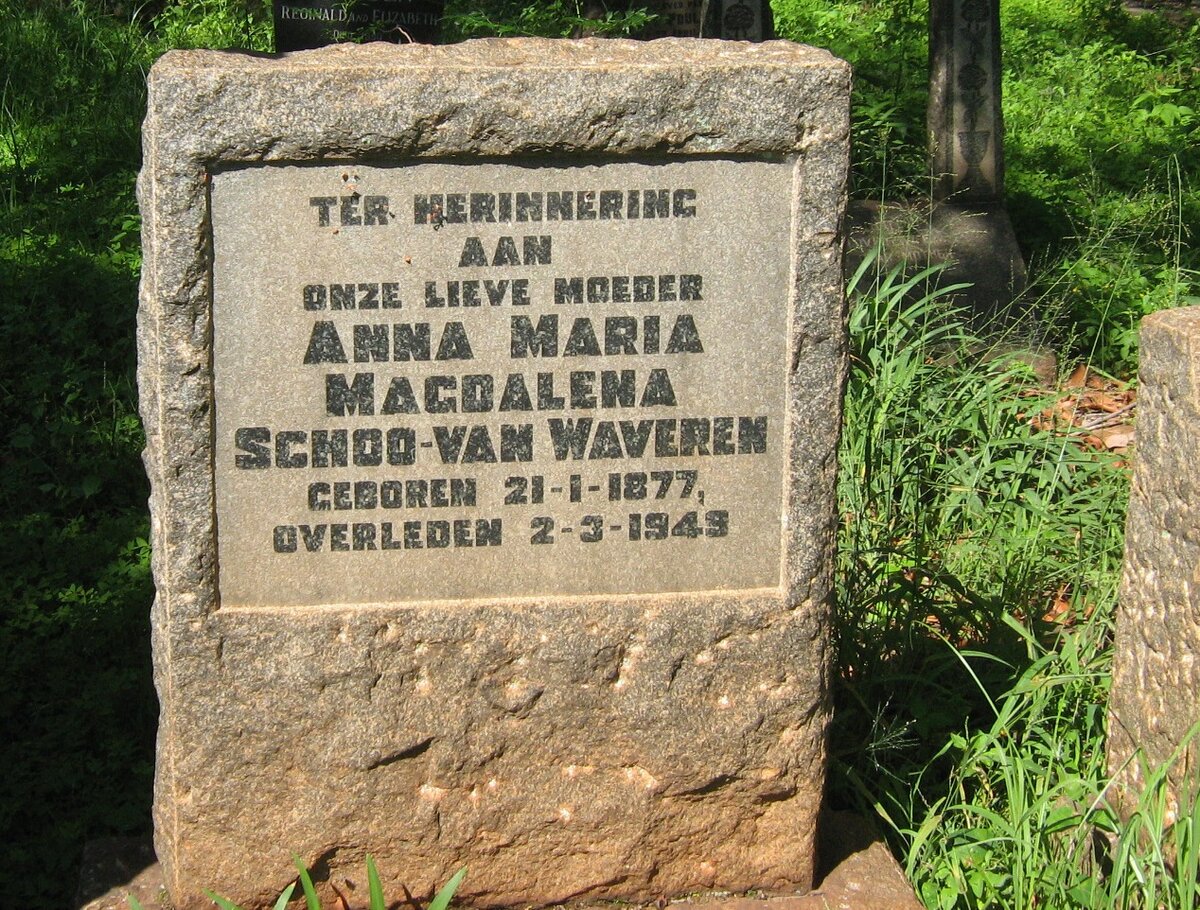 REGINALD AND ELIZABETH
TER HERINNERING
AAN
ONZE LIEVE MOEDER
ANNA MARIA
MAGDALENA
SCHOO-VAN WAVEREN
GEBOREN 21-1-1877,
OVERLEDEN 2-3-1949